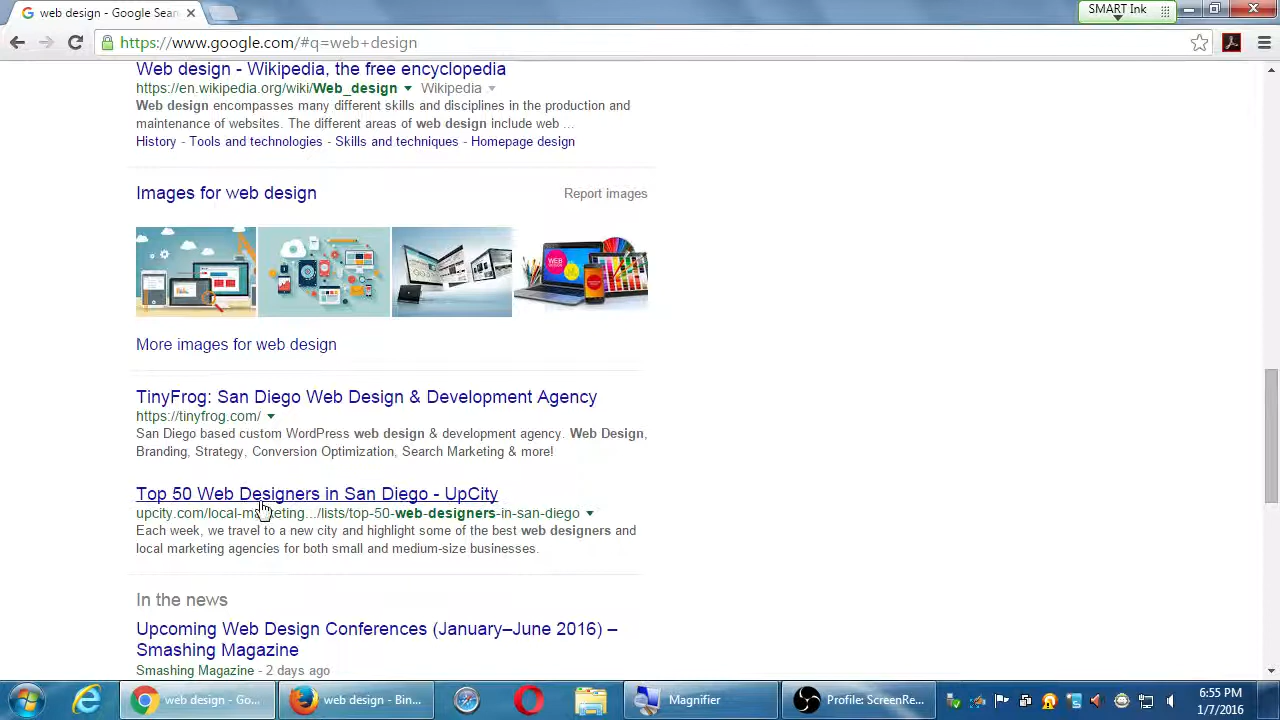 web design - Google Sear
SMART Ink
https://www.google.com/#q=web+design
Web design - Wikipedia, the free encyclopedia
https://en.wikipedia.org/wiki/Web_design Wikipedia
Web design encompasses many different skills and disciplines in the production and
maintenance of websites. The different areas of web design include web ...
History - Tools and technologies - Skills and techniques - Homepage design
Images for web design
Report images
WEB
More images for web design
TinyFrog: San Diego Web Design & Development Agency
https://tinyfrog.com/
San Diego based custom WordPress web design & development agency. Web Design,
Branding, Strategy, Conversion Optimization, Search Marketing & more!
Top 50 Web Designers in San Diego - UpCity
upcity.com/local-marketing.../lists/top-50-web-designers-in-san-diego
Each week, we travel to a new city and highlight some of the best web designers and
local marketing agencies for both small and medium-size businesses.
In the news
Upcoming Web Design Conferences (January–June 2016) –
Smashing Magazine
Smashing Magazine - 2 days ago
web design - Go...
web design - Bin...
Magnifier
Profile: ScreenRe...
6:55 PM
1/7/2016